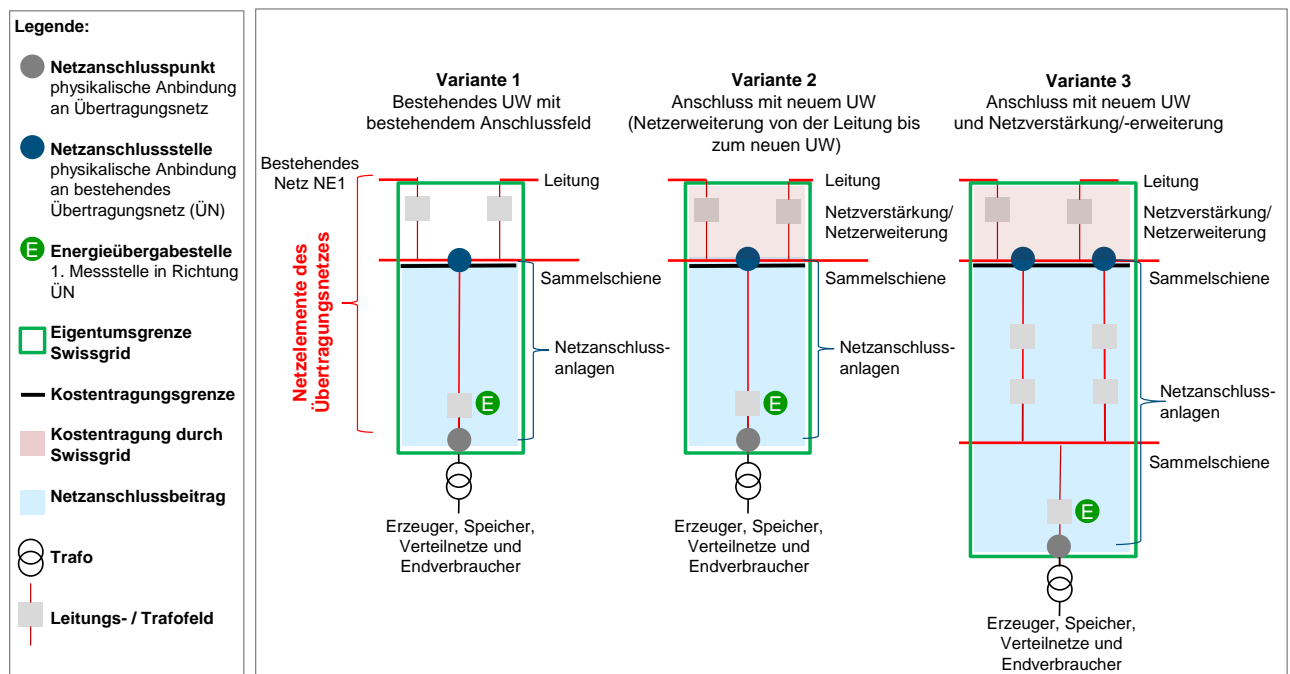 Legende:
Netzanschlusspunkt
physikalische Anbindung
an Übertragungsnetz
Netzanschlussstelle
physikalische Anbindung
an bestehendes
Übertragungsnetz (ÜN)
E
Energieübergabestelle
1. Messstelle in Richtung
ÜN
Eigentumsgrenze
Swissgrid
Kostentragungsgrenze
Kostentragung durch
Swissgrid
Netzanschlussbeitrag
Trafo
Leitungs- / Trafofeld
Variante 1
Bestehendes UW mit
bestehendem Anschlussfeld
Bestehendes
Netz NE1
Netzelemente des
Übertragungsnetzes
Leitung
Sammelschiene
Netzanschluss-
anlagen
E
Erzeuger, Speicher,
Verteilnetze und
Endverbraucher
Variante 2
Anschluss mit neuem UW
(Netzerweiterung von der Leitung bis
zum neuen UW)
Leitung
Netzverstärkung/
Netzerweiterung
Sammelschiene
Netzanschluss-
anlagen
E
Erzeuger, Speicher,
Verteilnetze und
Endverbraucher
Variante 3
Anschluss mit neuem UW
und Netzverstärkung/-erweiterung
Leitung
Netzverstärkung/
Netzerweiterung
Sammelschiene
Netzanschluss-
anlagen
Sammelschiene
E
Erzeuger, Speicher,
Verteilnetze und
Endverbraucher